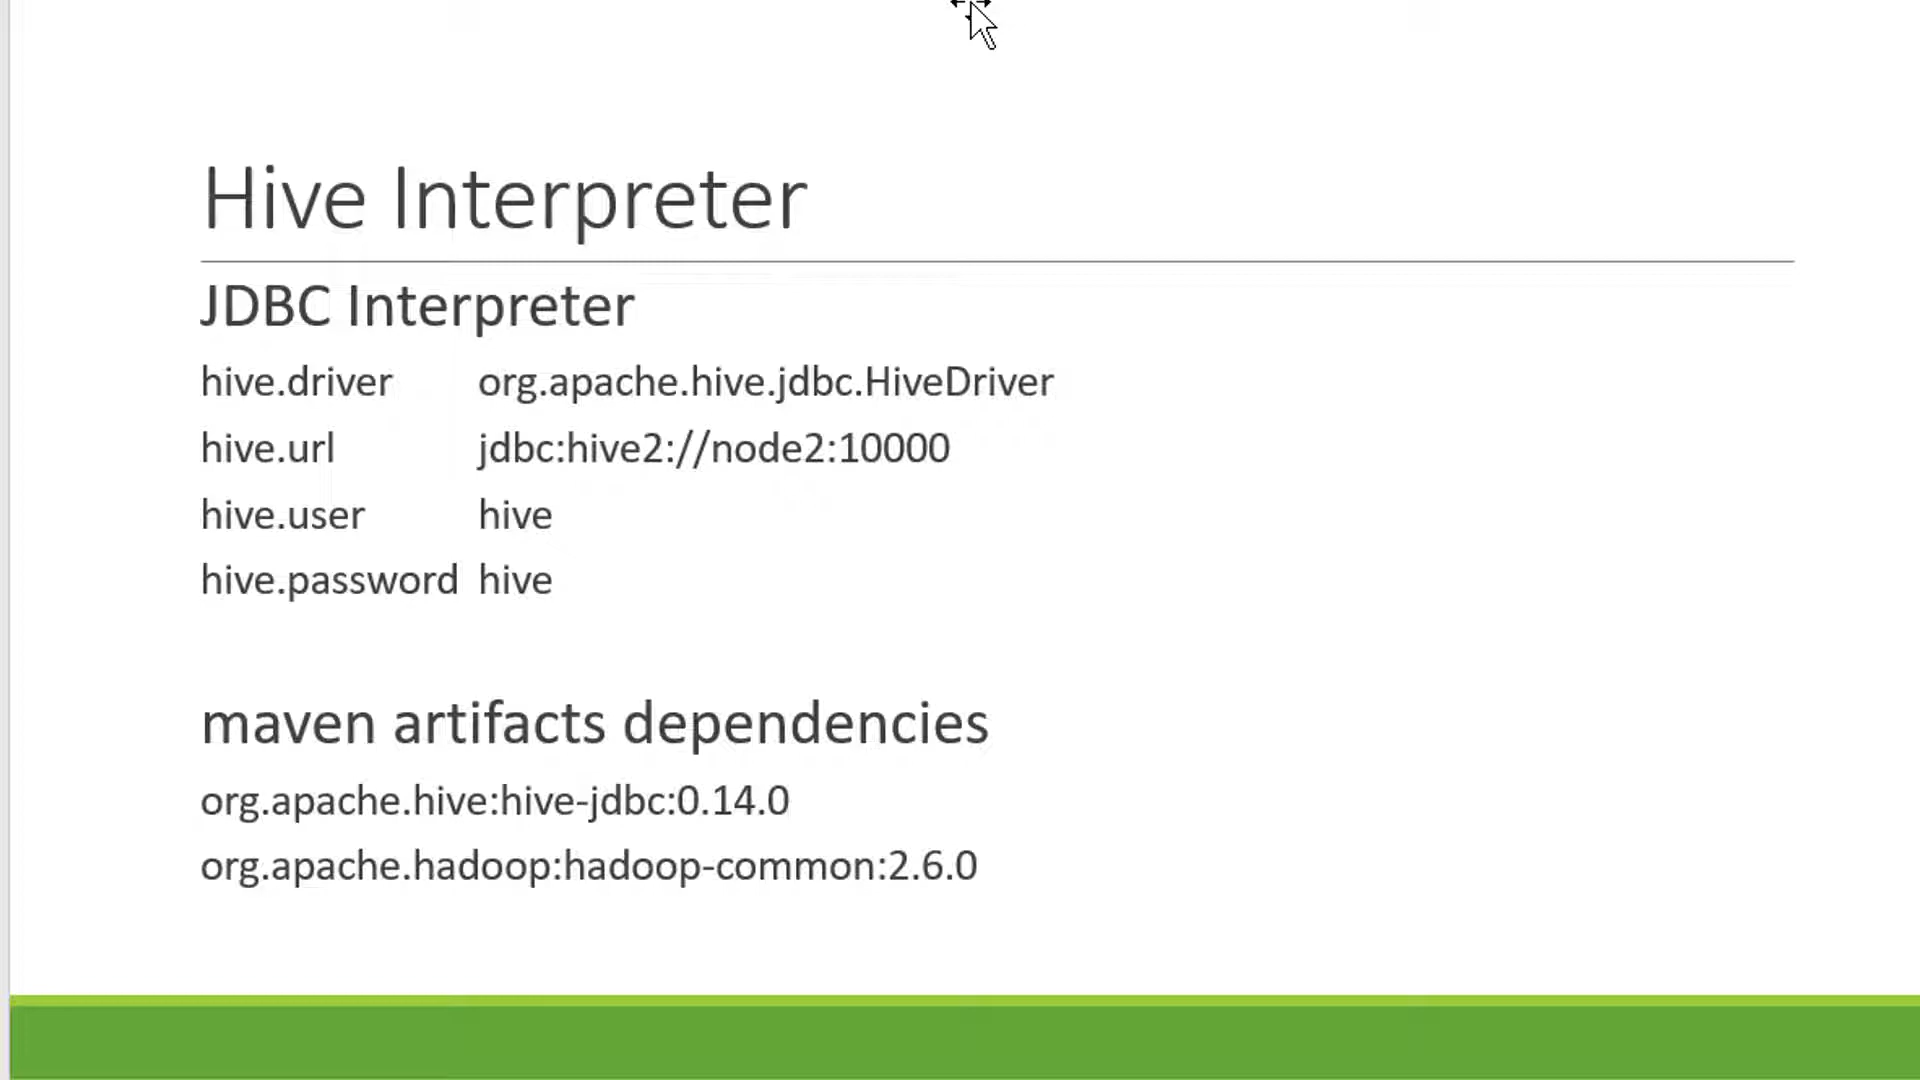 Hive Interpreter
JDBC Interpreter
hive.driver org.apache.hive.jdbc.HiveDriver
hive.url jdbc:hive2://node2:10000
hive.user hive
hive.password hive
maven artifacts dependencies
org.apache.hive:hive-jdbc:0.14.0
org.apache.hadoop:hadoop-common:2.6.0